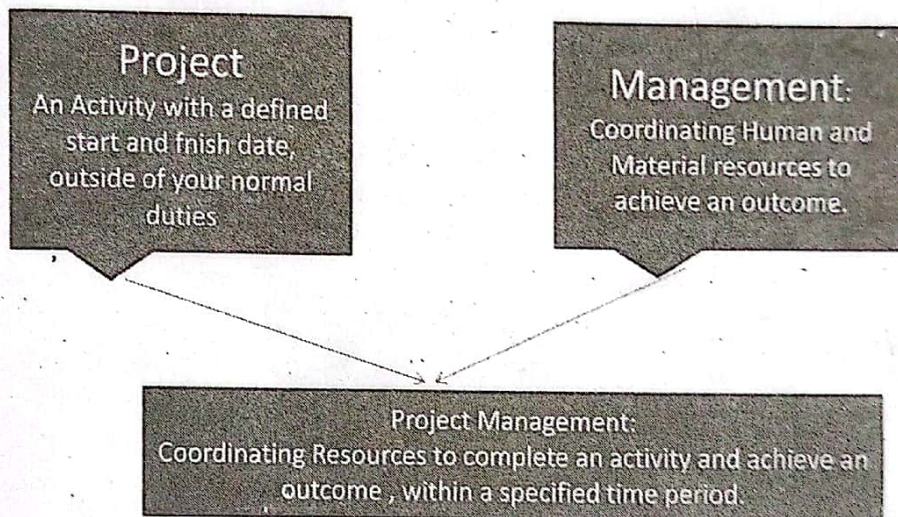 Project
An Activity with a defined
start and fnish date,
outside of your normal
duties
Management:
Coordinating Human and
Material resources to
achieve an outcome.
Project Management:
Coordinating Resources to complete an activity and achieve an
outcome , within a specified time period.